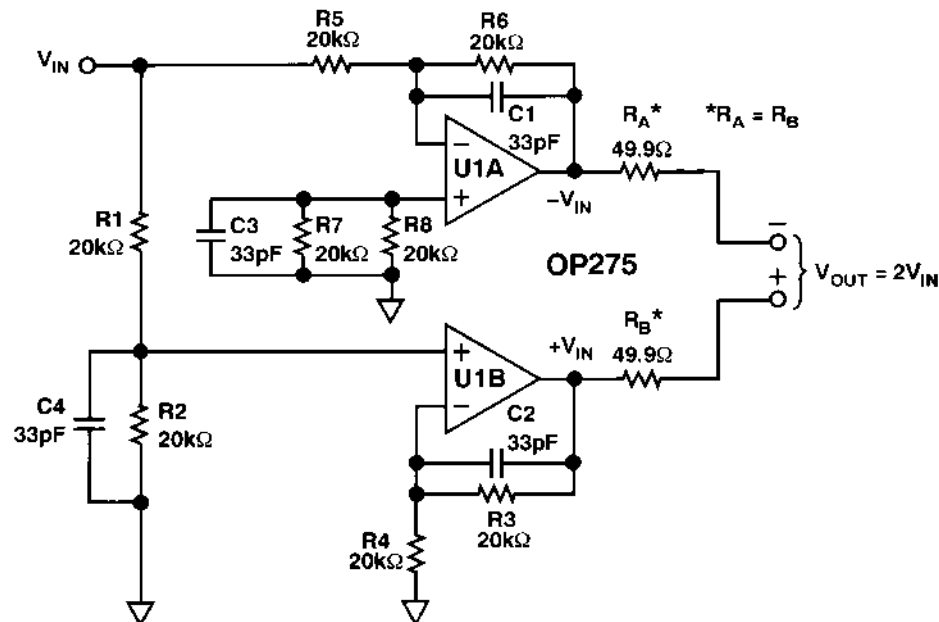 R5
20kΩ
R6
20kΩ
V_IN
C1
33pF
R_A*
49.9Ω
*R_A = R_B
−
U1A
+
−V_IN
R1
20kΩ
C3
33pF
R7
20kΩ
R8
20kΩ
OP275
−
+
V_OUT = 2V_IN
R_B*
49.9Ω
+V_IN
+
U1B
−
C4
33pF
R2
20kΩ
C2
33pF
R3
20kΩ
R4
20kΩ